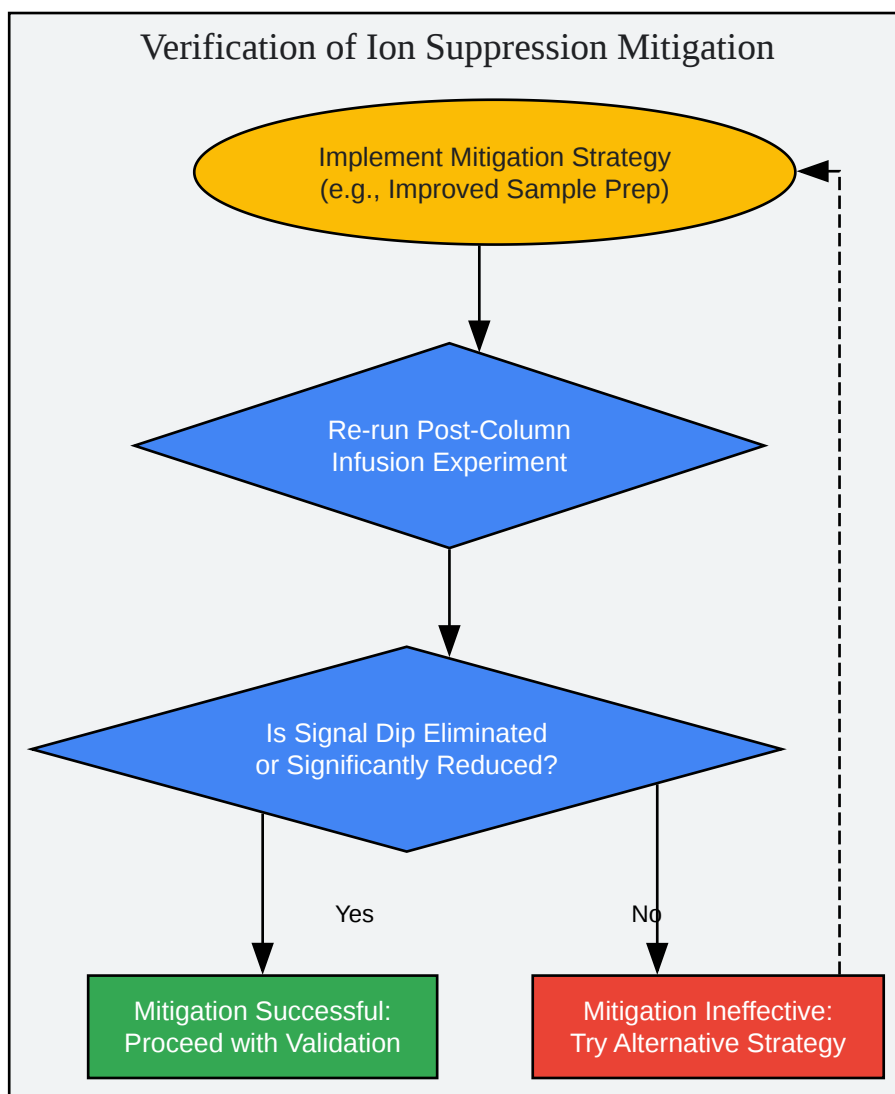 Verification of Ion Suppression Mitigation
Implement Mitigation Strategy
(e.g., Improved Sample Prep)
Re-run Post-Column
Infusion Experiment
Is Signal Dip Eliminated
or Significantly Reduced?
Yes
No
Mitigation Successful:
Proceed with Validation
Mitigation Ineffective:
Try Alternative Strategy